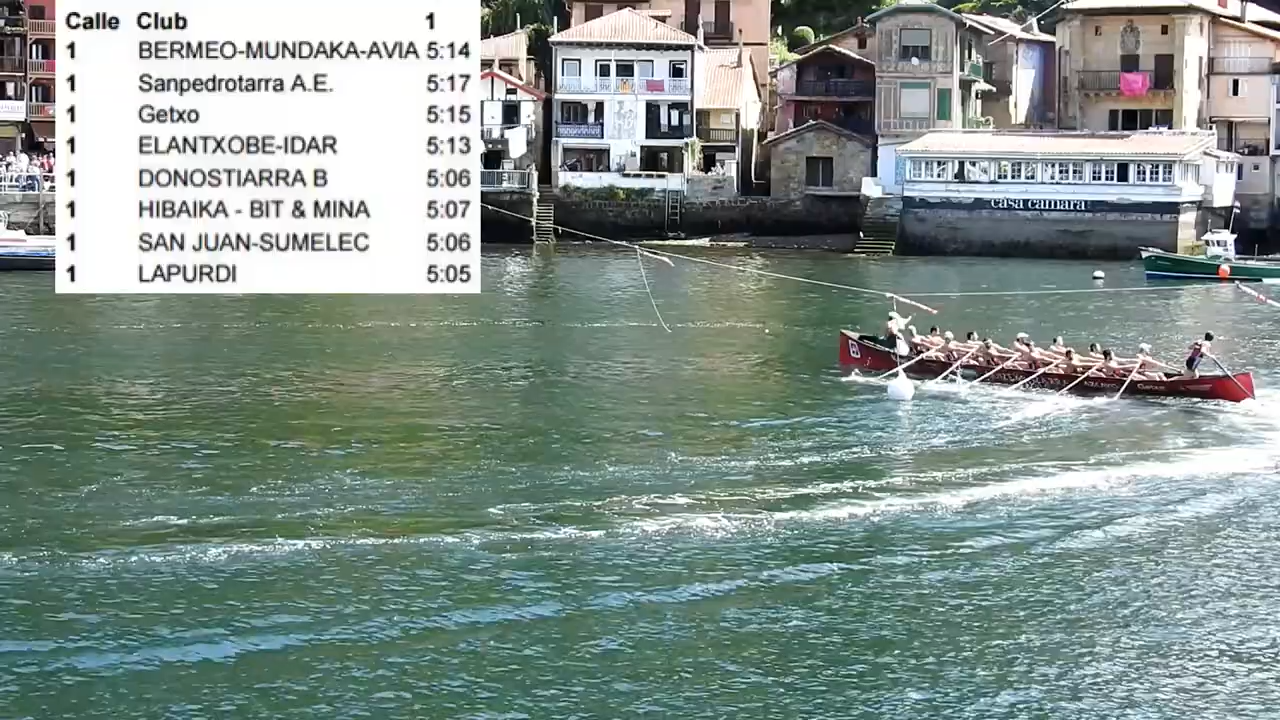 Calle Club 1
1 BERMEO-MUNDAKA-AVIA 5:14
1 Sanpedrotarra A.E. 5:17
1 Getxo 5:15
1 ELANTXOBE-IDAR 5:13
1 DONOSTIARRA B 5:06
1 HIBAIKA - BIT & MINA 5:07
1 SAN JUAN-SUMELEC 5:06
1 LAPURDI 5:05
casa camara
Getxo